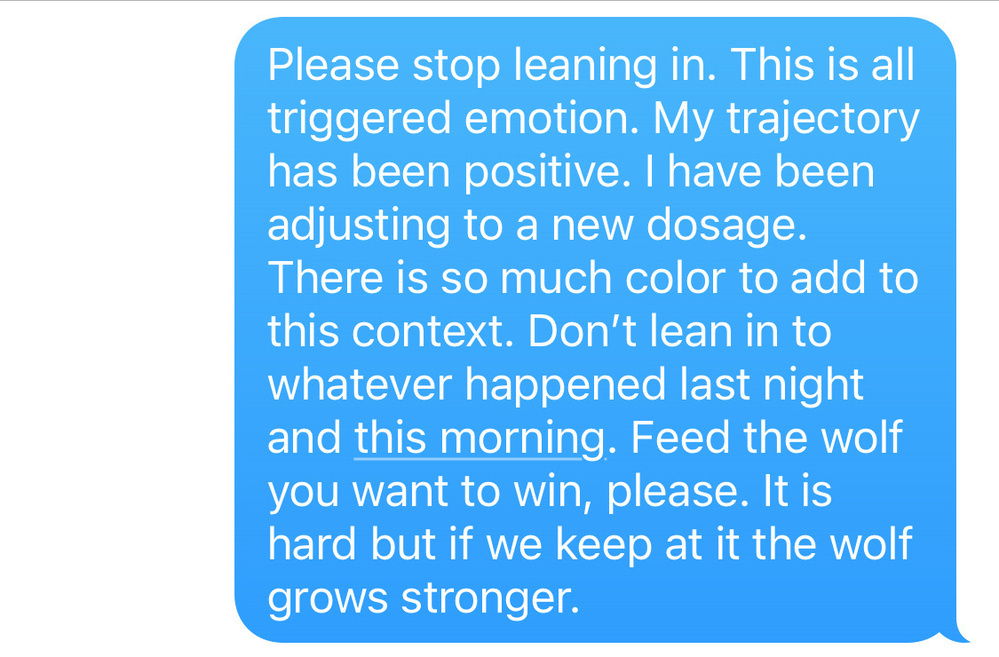 Please stop leaning in. This is all
triggered emotion. My trajectory
has been positive. I have been
adjusting to a new dosage.
There is so much color to add to
this context. Don’t lean in to
whatever happened last night
and this morning. Feed the wolf
you want to win, please. It is
hard but if we keep at it the wolf
grows stronger.